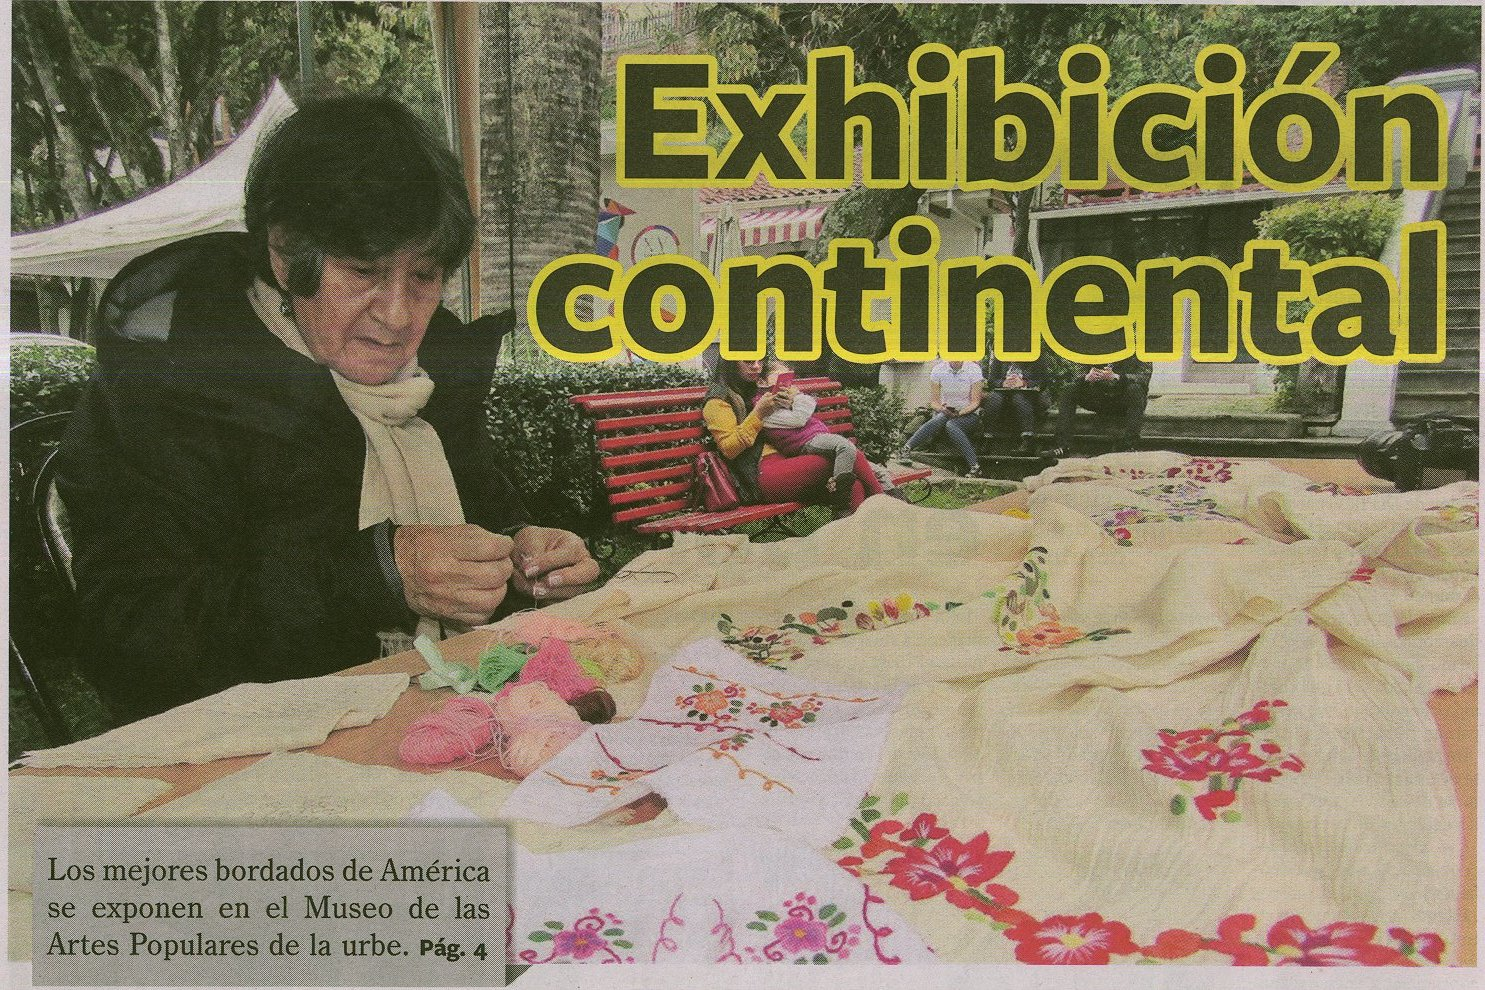 Exhibición
continental
Los mejores bordados de América
se exponen en el Museo de las
Artes Populares de la urbe. Pág. 4